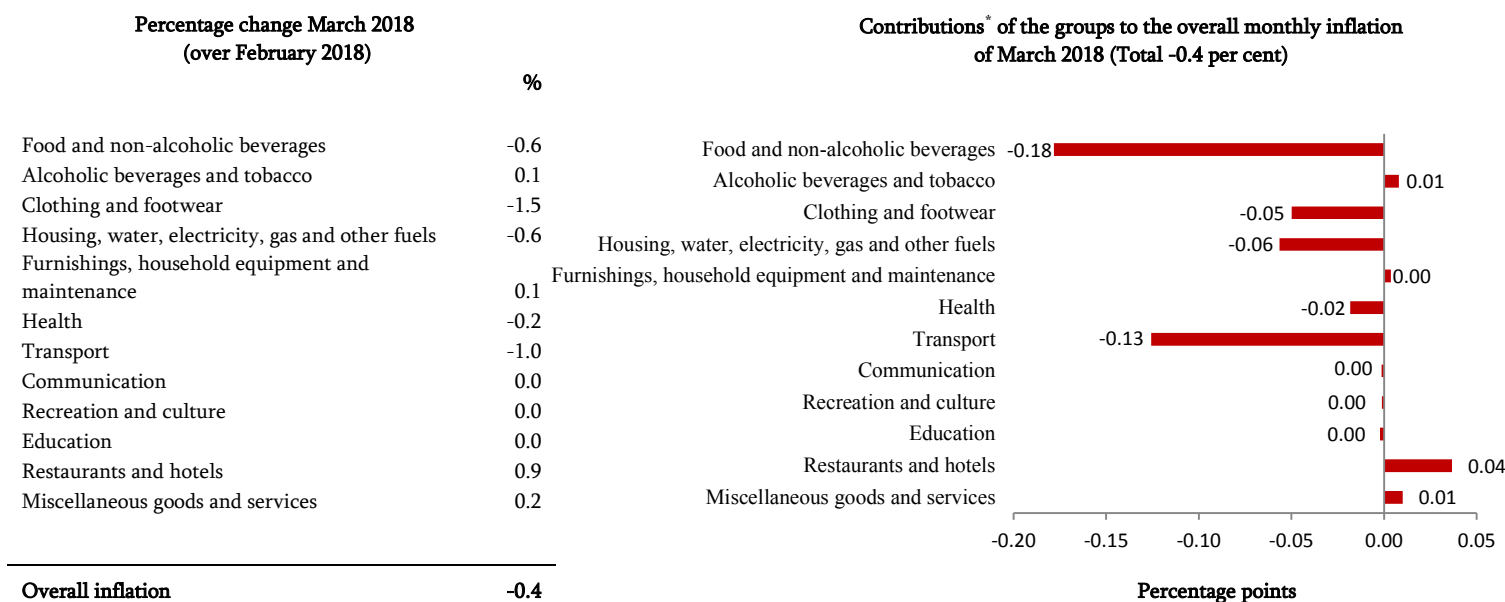 Percentage change March 2018
(over February 2018)
%
Food and non-alcoholic beverages -0.6
Alcoholic beverages and tobacco 0.1
Clothing and footwear -1.5
Housing, water, electricity, gas and other fuels -0.6
Furnishings, household equipment and
maintenance 0.1
Health -0.2
Transport -1.0
Communication 0.0
Recreation and culture 0.0
Education 0.0
Restaurants and hotels 0.9
Miscellaneous goods and services 0.2
Overall inflation -0.4
Contributions* of the groups to the overall monthly inflation
of March 2018 (Total -0.4 per cent)
Food and non-alcoholic beverages -0.18
Alcoholic beverages and tobacco 0.01
Clothing and footwear -0.05
Housing, water, electricity, gas and other fuels -0.06
Furnishings, household equipment and maintenance 0.00
Health -0.02
Transport -0.13
Communication 0.00
Recreation and culture 0.00
Education 0.00
Restaurants and hotels 0.04
Miscellaneous goods and services 0.01
-0.20 -0.15 -0.10 -0.05 0.00 0.05
Percentage points